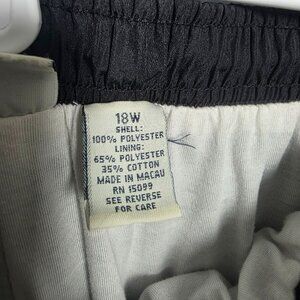 18W
SHELL:
100% POLYESTER
LINING:
65% POLYESTER
35% COTTON
MADE IN MACAU
RN 15099
SEE REVERSE
FOR CARE